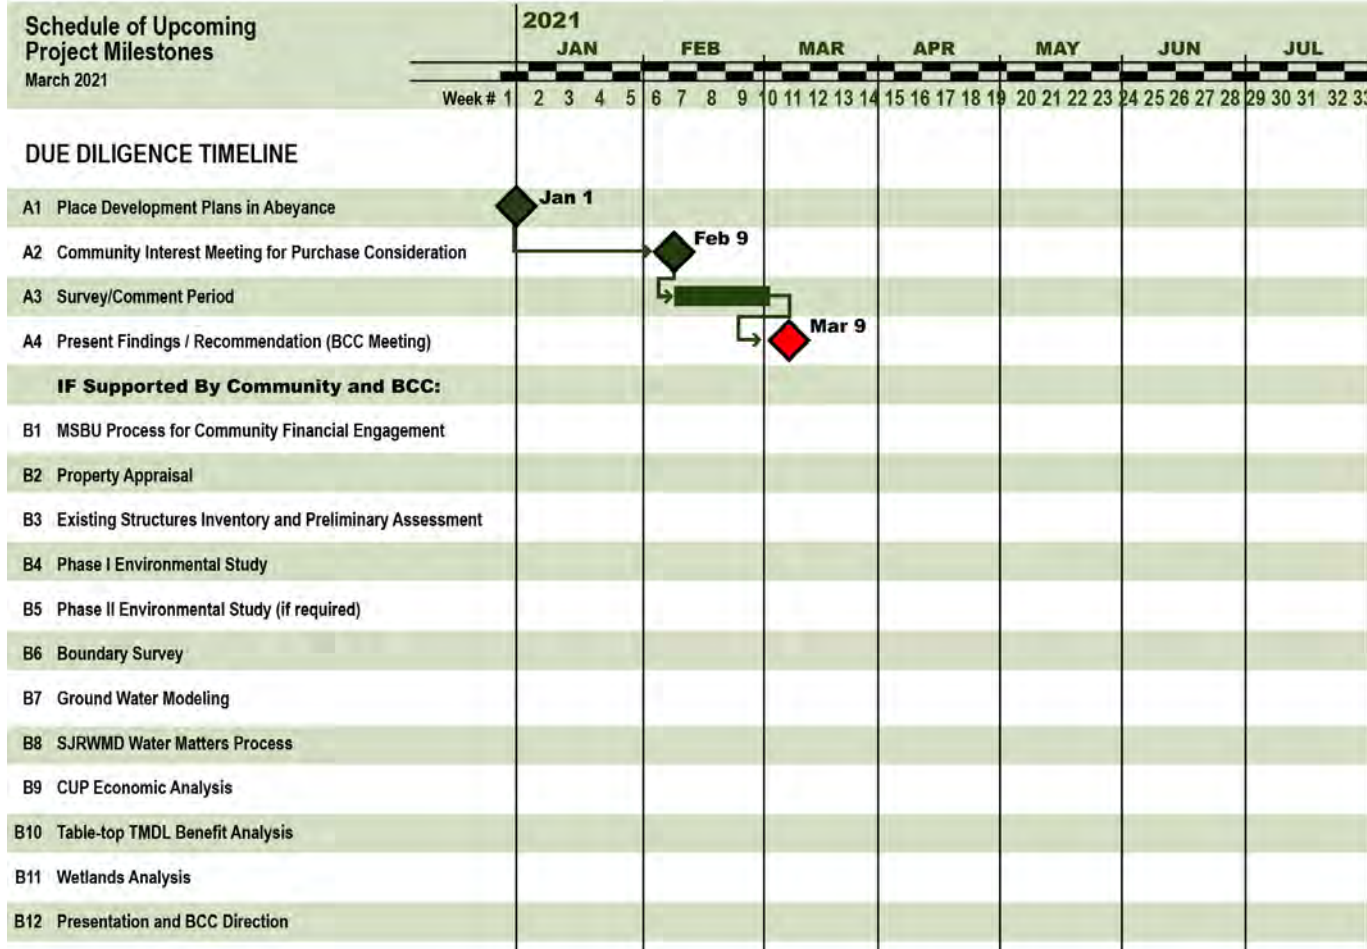 Schedule of Upcoming
Project Milestones
March 2021
2021
JAN FEB MAR APR MAY JUN JUL
Week # 1 2 3 4 5 6 7 8 9 10 11 12 13 14 15 16 17 18 19 20 21 22 23 24 25 26 27 28 29 30 31 32 33
DUE DILIGENCE TIMELINE
A1 Place Development Plans in Abeyance Jan 1
A2 Community Interest Meeting for Purchase Consideration Feb 9
A3 Survey/Comment Period
A4 Present Findings / Recommendation (BCC Meeting) Mar 9
IF Supported By Community and BCC:
B1 MSBU Process for Community Financial Engagement
B2 Property Appraisal
B3 Existing Structures Inventory and Preliminary Assessment
B4 Phase I Environmental Study
B5 Phase II Environmental Study (if required)
B6 Boundary Survey
B7 Ground Water Modeling
B8 SJRWMD Water Matters Process
B9 CUP Economic Analysis
B10 Table-top TMDL Benefit Analysis
B11 Wetlands Analysis
B12 Presentation and BCC Direction